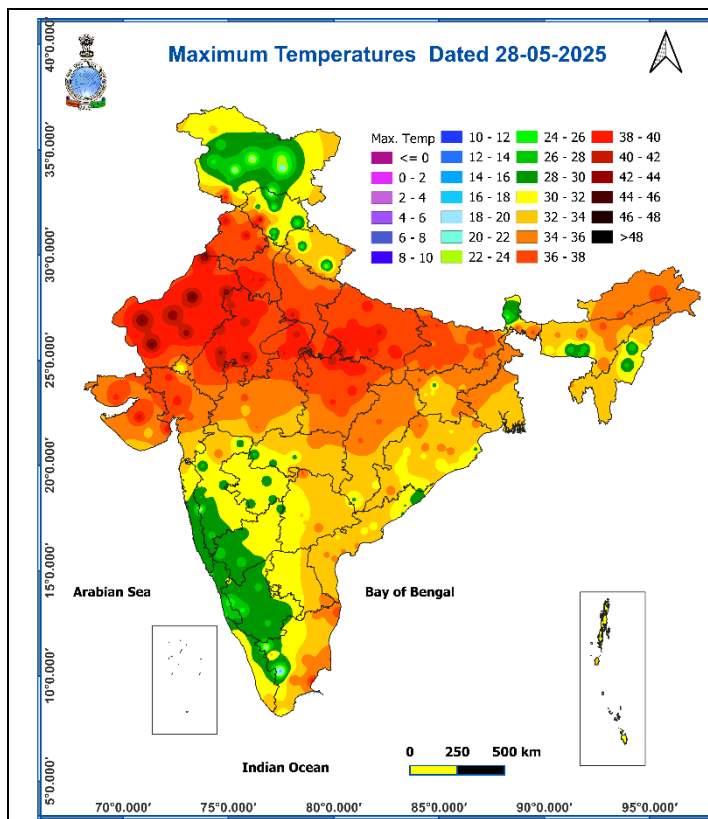 Maximum Temperatures Dated 28-05-2025
Max. Temp
<= 0
0 - 2
2 - 4
4 - 6
6 - 8
8 - 10
10 - 12
12 - 14
14 - 16
16 - 18
18 - 20
20 - 22
22 - 24
24 - 26
26 - 28
28 - 30
30 - 32
32 - 34
34 - 36
36 - 38
38 - 40
40 - 42
42 - 44
44 - 46
46 - 48
>48
40°0.000'
35°0.000'
30°0.000'
25°0.000'
20°0.000'
15°0.000'
10°0.000'
5°0.000'
Arabian Sea
Bay of Bengal
Indian Ocean
0 250 500 km
70°0.000' 75°0.000' 80°0.000' 85°0.000' 90°0.000' 95°0.000'